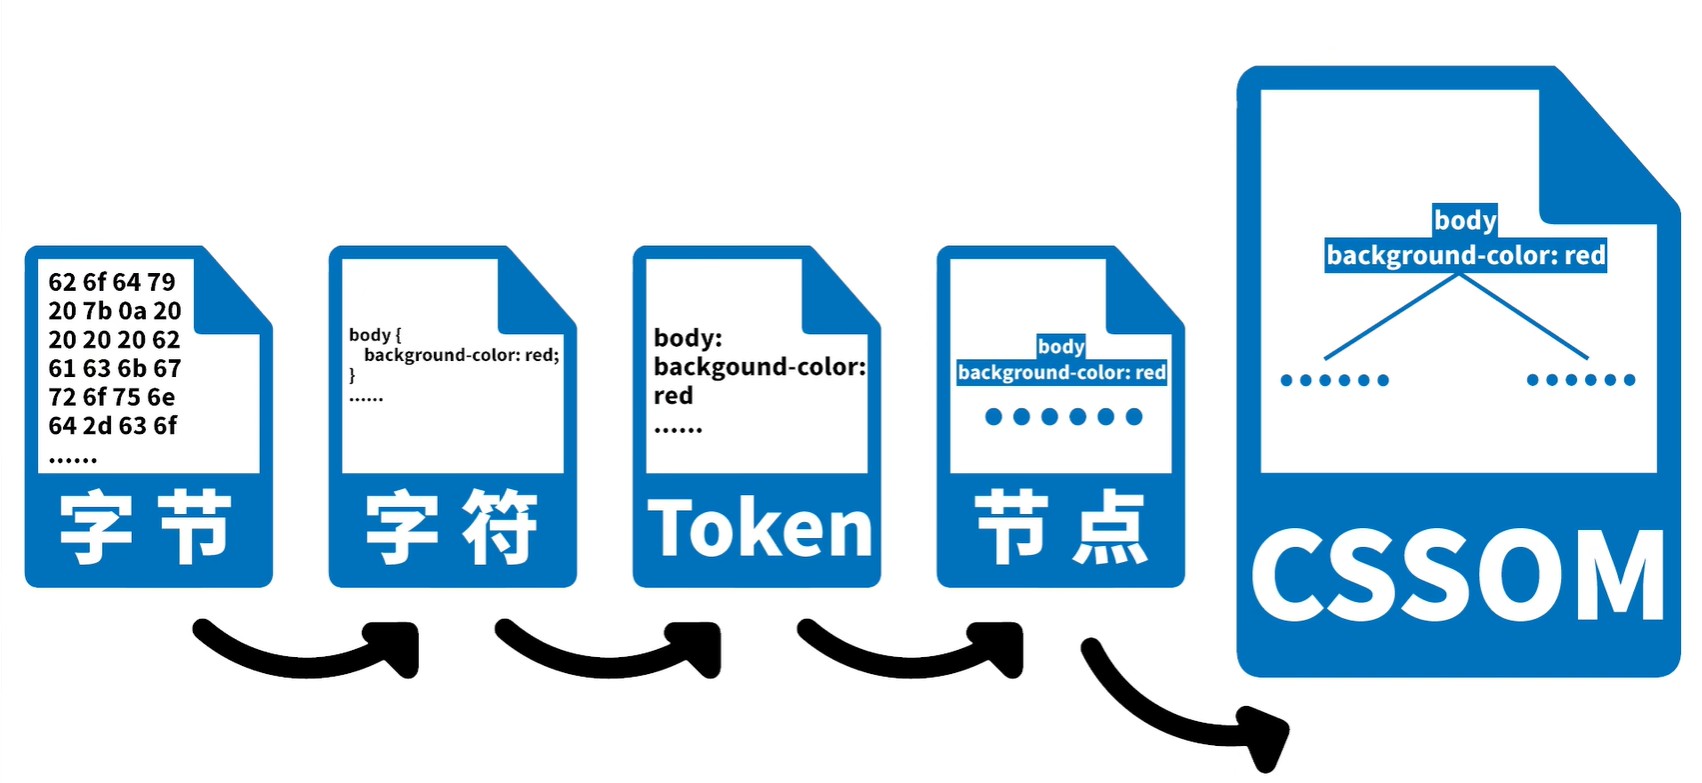 62 6f 64 79
20 7b 0a 20
20 20 20 62
61 63 6b 67
72 6f 75 6e
64 2d 63 6f
......
字节
body {
background-color: red;
}
......
字符
body:
backgound-color:
red
......
Token
body
background-color: red
节点
body
background-color: red
CSSOM